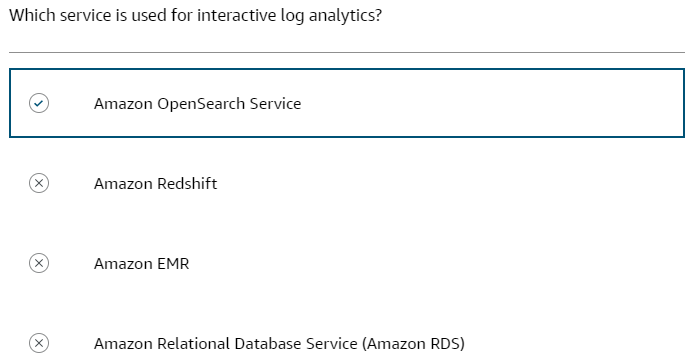 Which service is used for interactive log analytics?
Amazon OpenSearch Service
Amazon Redshift
Amazon EMR
Amazon Relational Database Service (Amazon RDS)